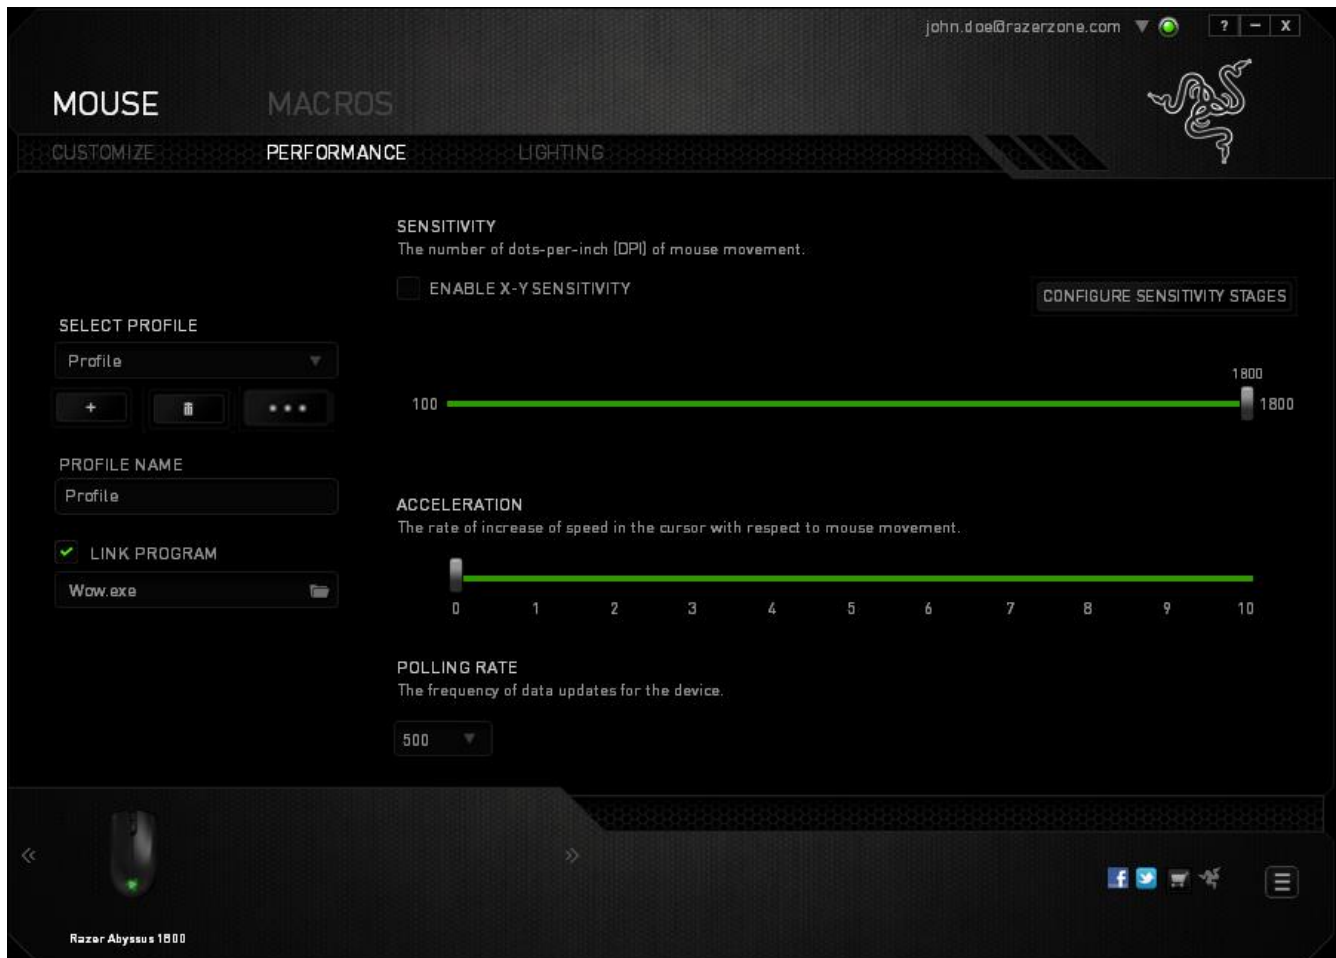 john.doe@razerzone.com
? – X
MOUSE MACROS
CUSTOMIZE PERFORMANCE LIGHTING
SENSITIVITY
The number of dots-per-inch (DPI) of mouse movement.
ENABLE X-Y SENSITIVITY
CONFIGURE SENSITIVITY STAGES
SELECT PROFILE
Profile
1800
100 1800
+ • • •
PROFILE NAME
Profile
ACCELERATION
The rate of increase of speed in the cursor with respect to mouse movement.
LINK PROGRAM
Wow.exe
0 1 2 3 4 5 6 7 8 9 10
POLLING RATE
The frequency of data updates for the device.
500
Razer Abyssus 1800